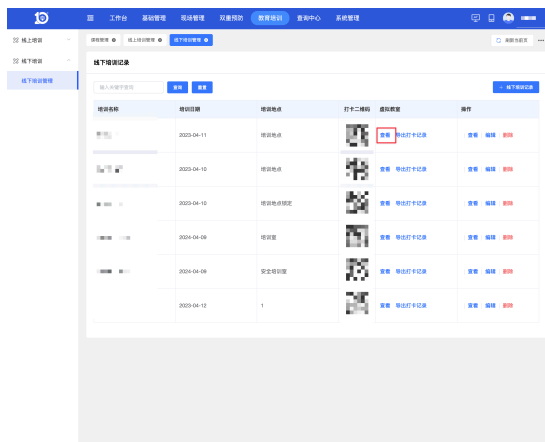 工作台 基础管理 现场管理 双重预防 教育培训 查询中心 系统管理
线上培训
线下培训
线下培训管理
课程管理 线上培训管理 线下培训管理 刷新当前页
线下培训记录
输入关键字查询 查询 重置 + 线下培训记录
培训名称 培训日期 培训地点 打卡二维码 虚拟教室 操作
2023-04-11 培训地点 查看 导出打卡记录 查看 编辑 删除
2023-04-10 培训地点 查看 导出打卡记录 查看 编辑 删除
2023-04-10 培训地点锁定 查看 导出打卡记录 查看 编辑 删除
2024-04-09 培训室 查看 导出打卡记录 查看 编辑 删除
2024-04-09 安全培训室 查看 导出打卡记录 查看 编辑 删除
2023-04-12 1 查看 导出打卡记录 查看 编辑 删除